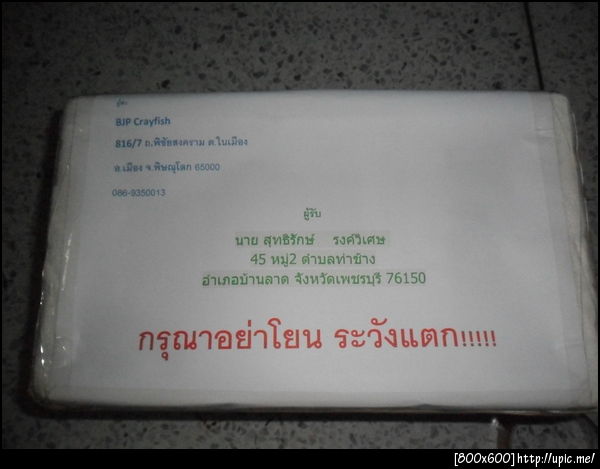 ผู้ส่ง
BJP Crayfish
816/7 ถ.พิชัยสงคราม ต.ในเมือง
อ.เมือง จ.พิษณุโลก 65000
086-9350013
ผู้รับ
นาย สุทธิรักษ์ รงค์วิเศษ
45 หมู่2 ตำบลท่าช้าง
อำเภอบ้านลาด จังหวัดเพชรบุรี 76150
กรุณาอย่าโยน ระวังแตก!!!!!
[800x600]http://upic.me/